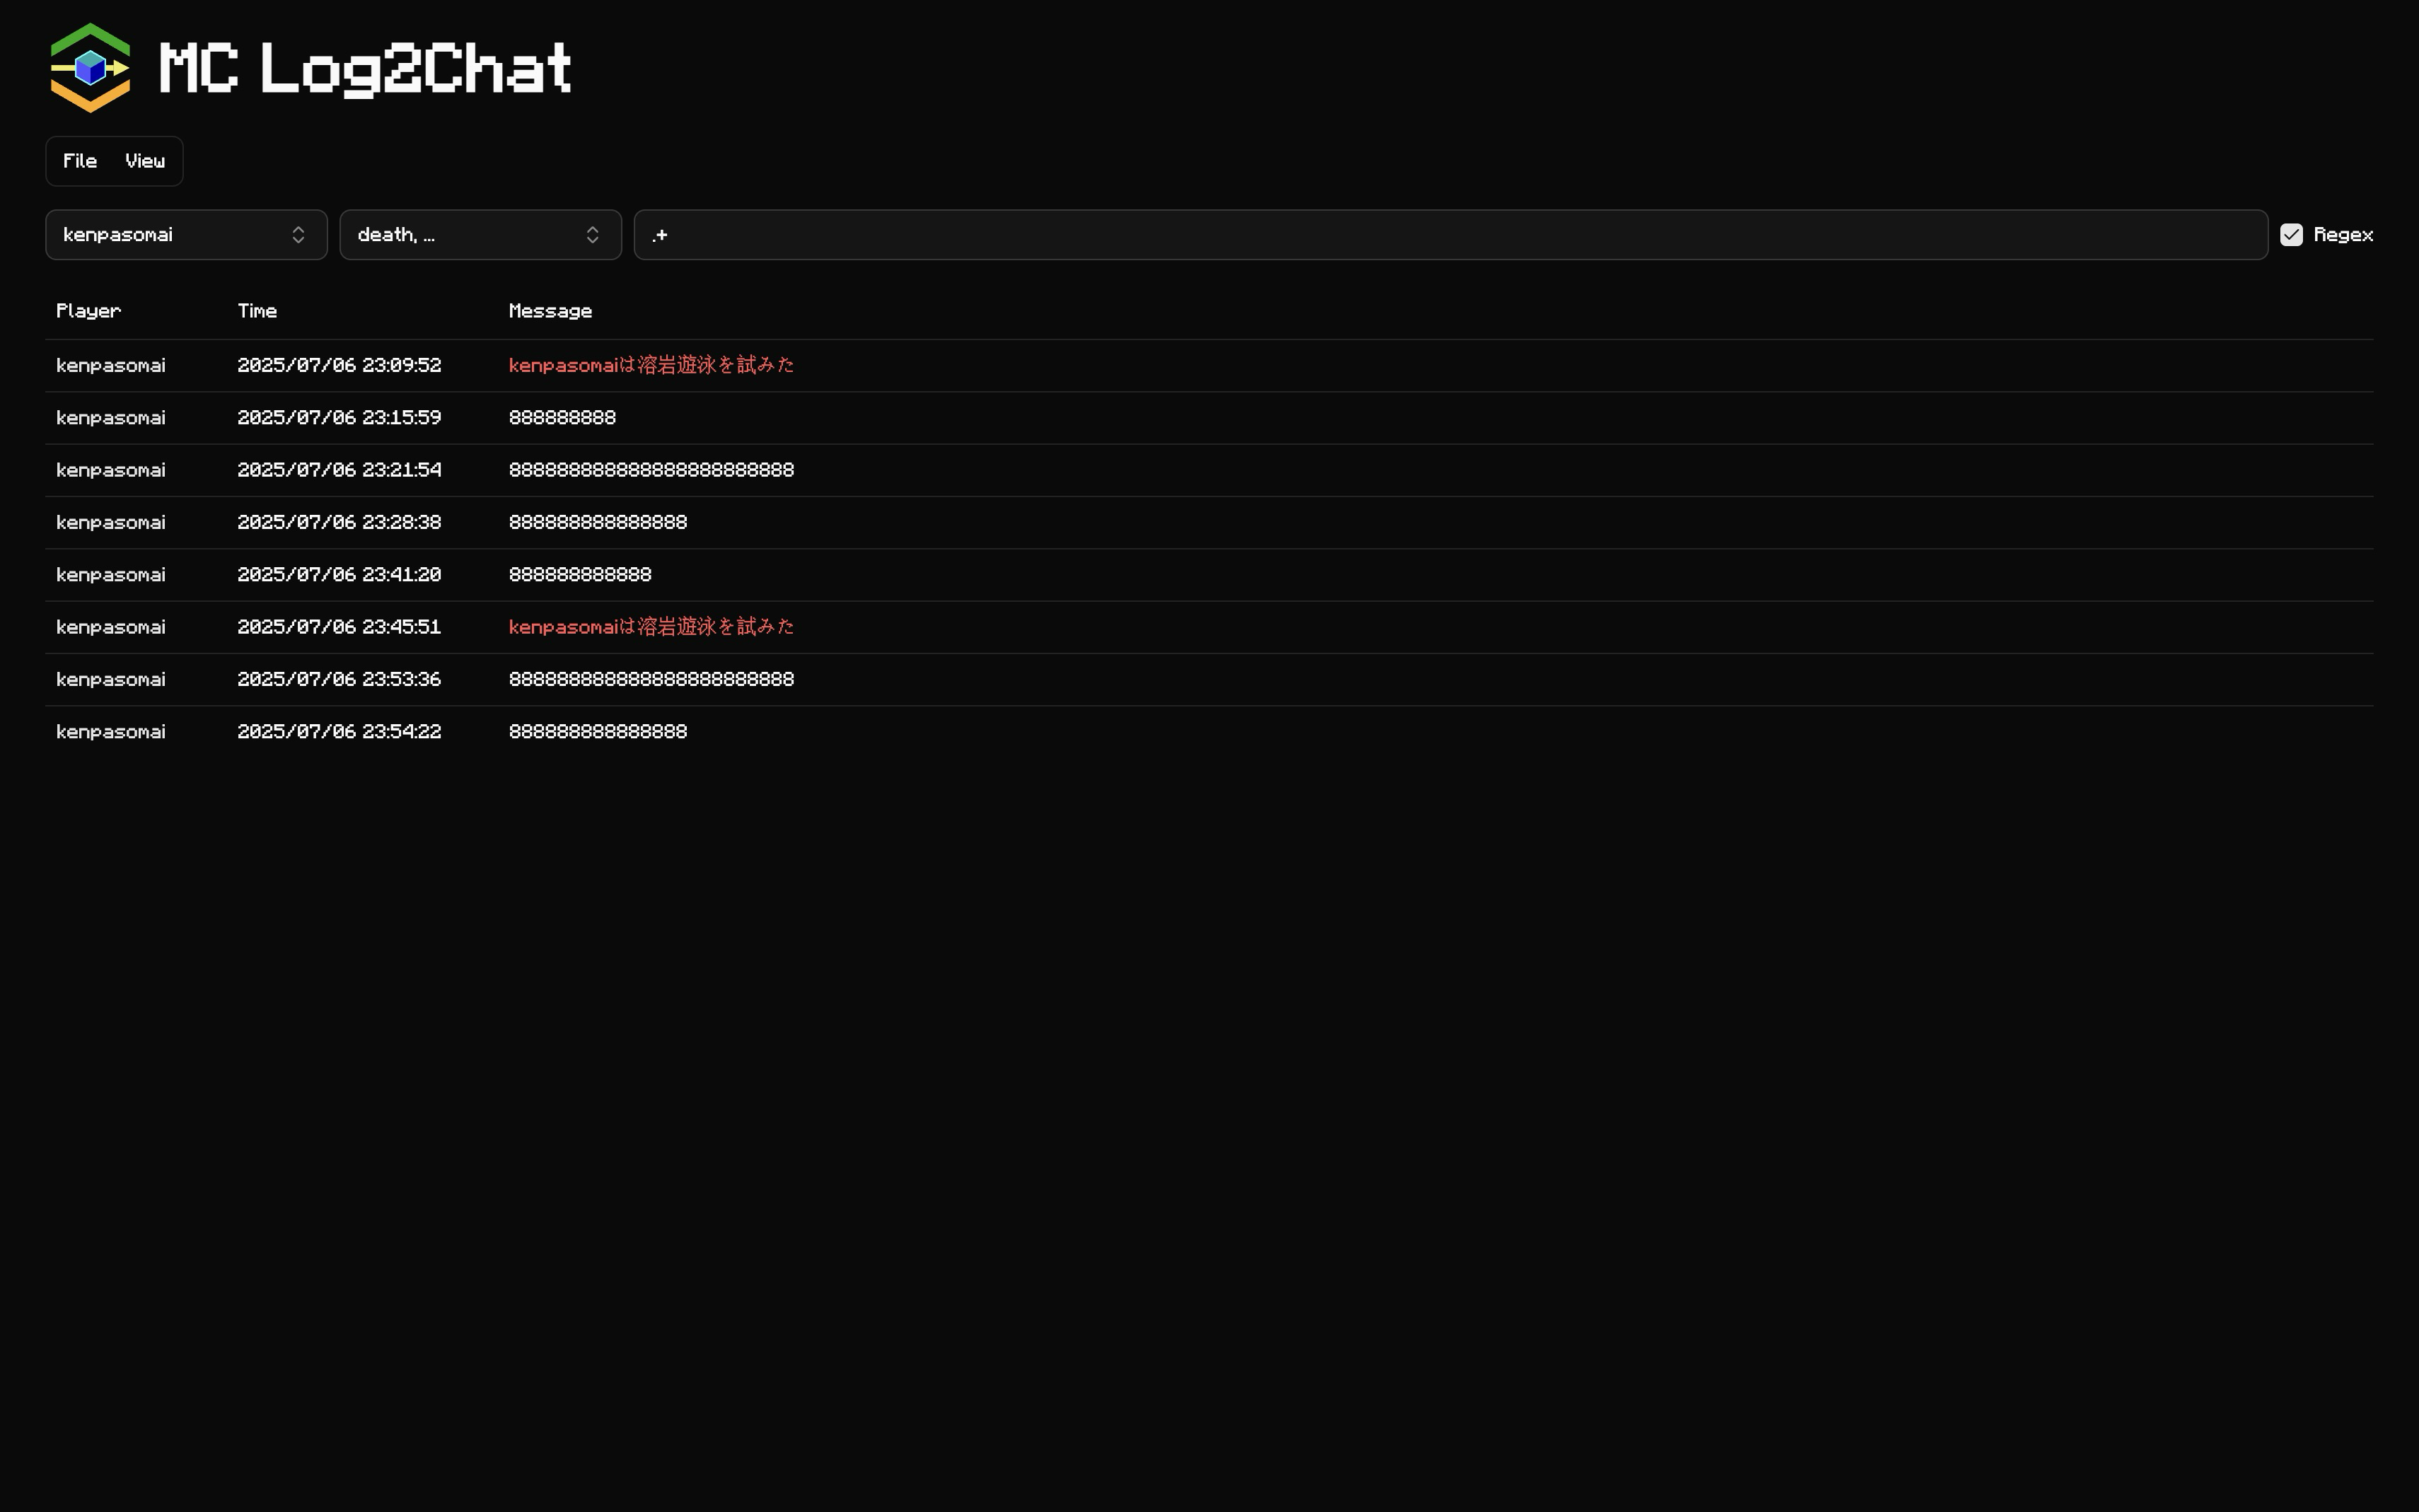 MC Log2Chat
File View
kenpasomai death, ... .+ Regex
Player Time Message
kenpasomai 2025/07/06 23:09:52 kenpasomaiは溶岩遊泳を試みた
kenpasomai 2025/07/06 23:15:59 888888888
kenpasomai 2025/07/06 23:21:54 888888888888888888888888
kenpasomai 2025/07/06 23:28:38 888888888888888
kenpasomai 2025/07/06 23:41:20 888888888888
kenpasomai 2025/07/06 23:45:51 kenpasomaiは溶岩遊泳を試みた
kenpasomai 2025/07/06 23:53:36 888888888888888888888888
kenpasomai 2025/07/06 23:54:22 888888888888888